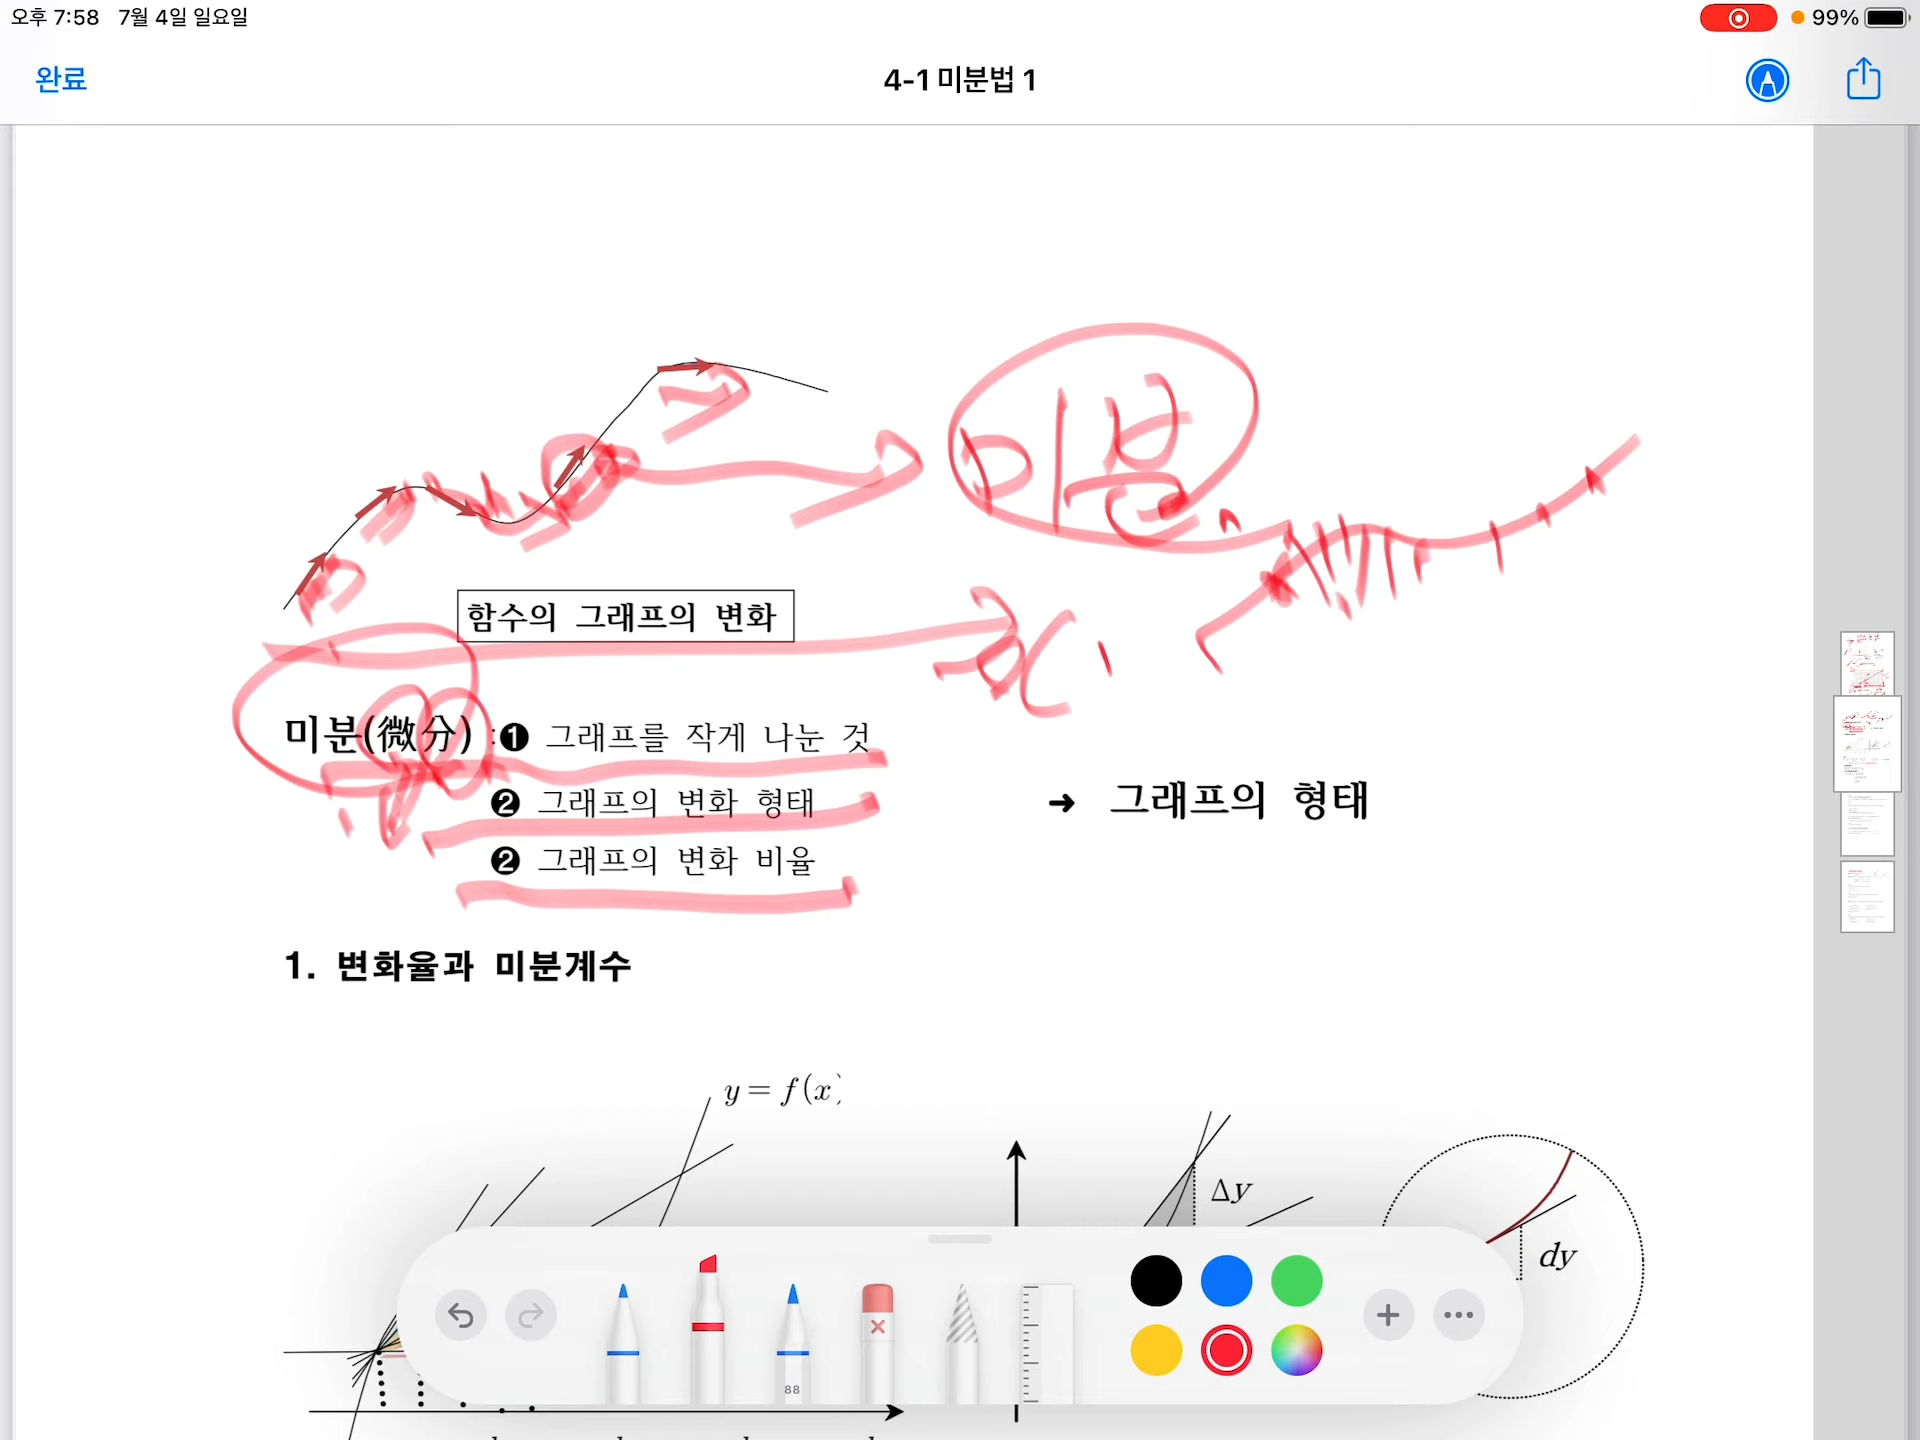 오후 7:58 7월 4일 일요일
99%
완료
4-1 미분법 1
미분
함수의 그래프의 변화
미분(微分) :❶ 그래프를 작게 나눈 것
❷ 그래프의 변화 형태
➜ 그래프의 형태
❷ 그래프의 변화 비율
1. 변화율과 미분계수
y = f(x)
Δy
dy
88